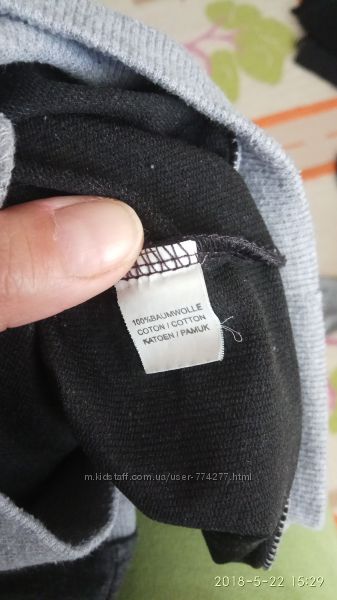 100%BAUMWOLLE
COTON / COTTON
KATOEN / PAMUK
m.kidstaff.com.ua/user-774277.html
2018-5-22 15:29